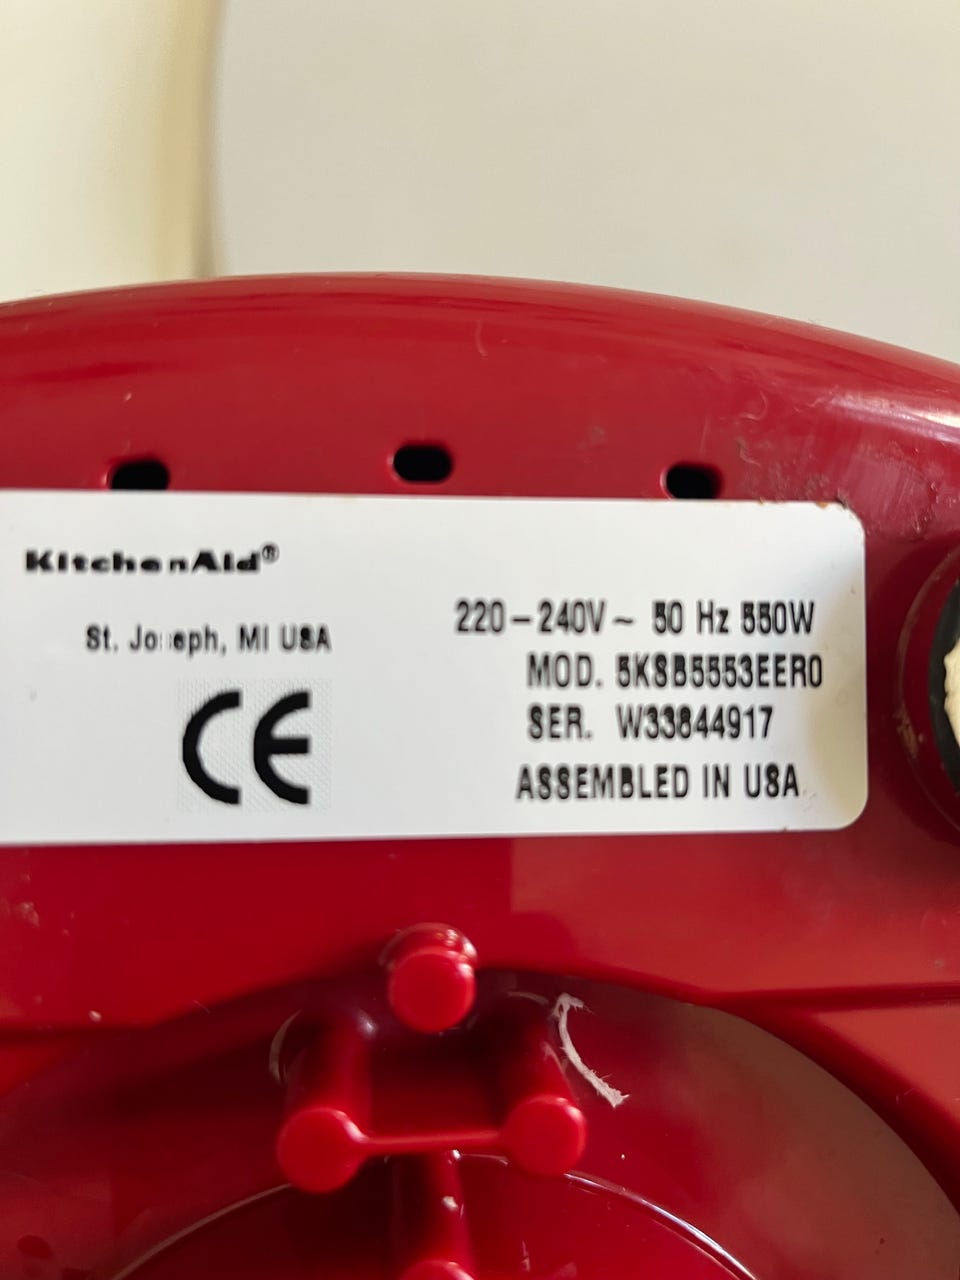 KitchenAid®
St. Joseph, MI USA
CE
220-240V~ 50 Hz 550W
MOD. 5KSB5553EER0
SER. W33844917
ASSEMBLED IN USA